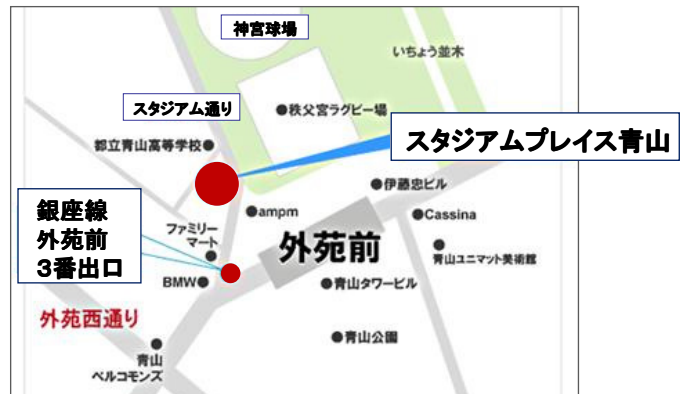 神宮球場
いちょう並木
スタジアム通り
秩父宮ラグビー場
都立青山高等学校
スタジアムプレイス青山
伊藤忠ビル
銀座線
外苑前
3番出口
ampm
Cassina
ファミリー
マート
外苑前
青山ユニマット美術館
BMW
青山タワービル
外苑西通り
青山公園
青山
ベルコモンズ